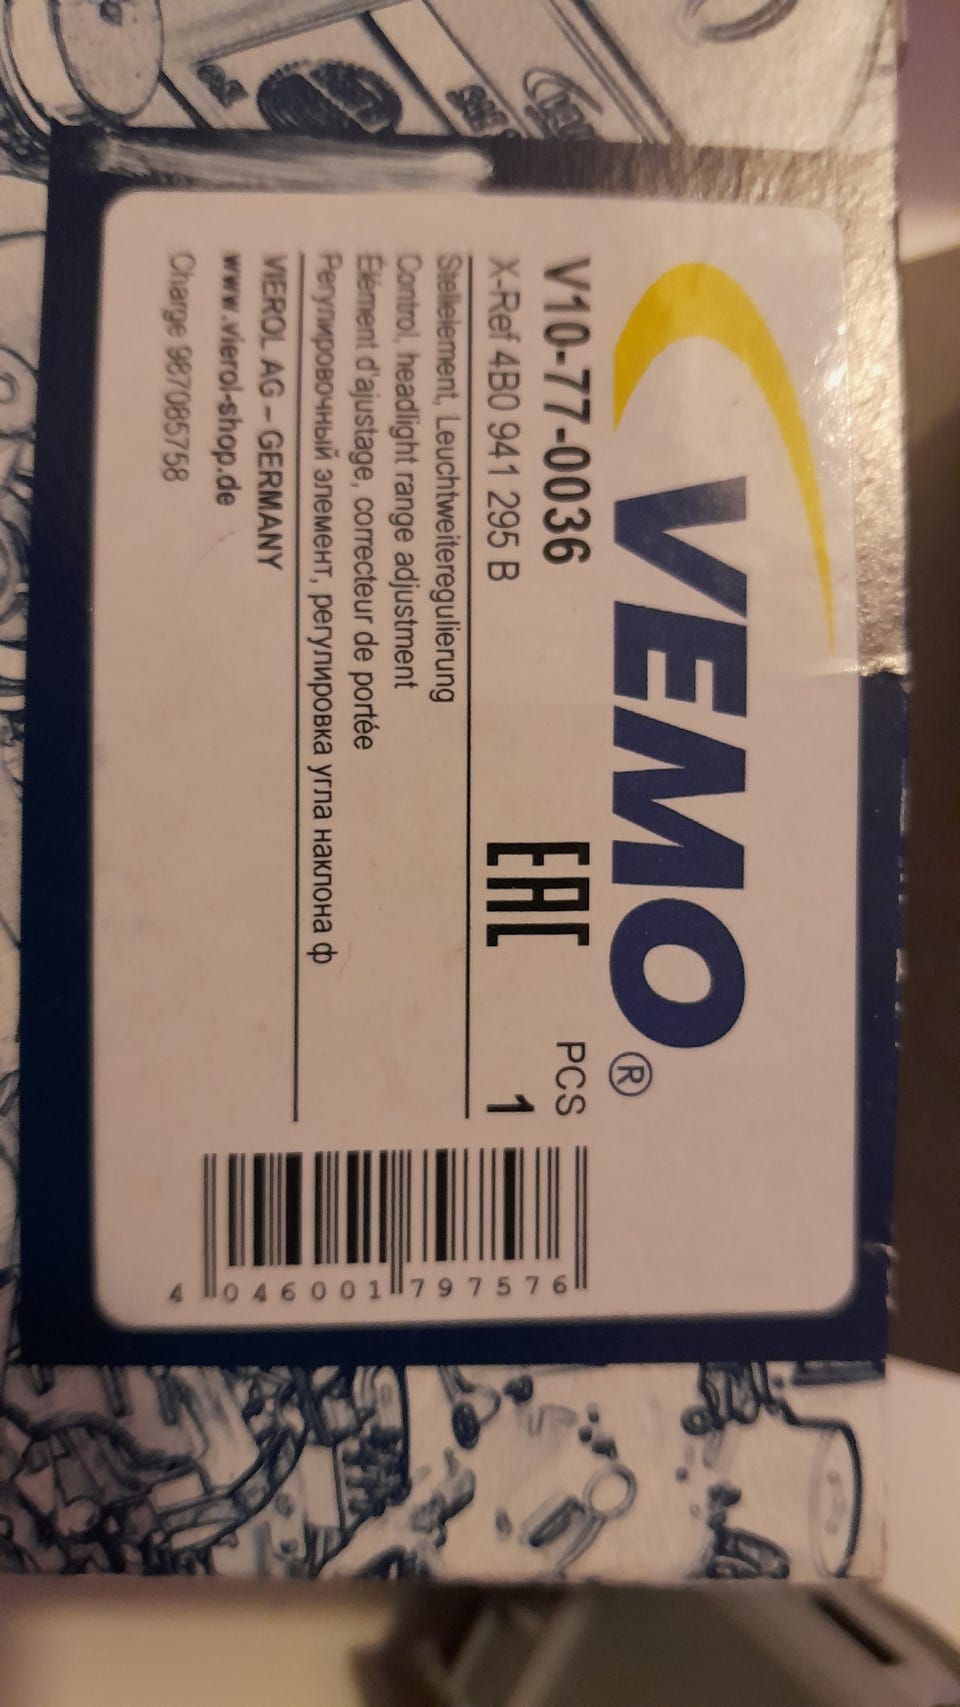 VEMO®
V10-77-0036
X-Ref 4B0 941 295 B
EAC
PCS
1
Stellelement, Leuchtweiteregulierung
Control, headlight range adjustment
Élément d'ajustage, correcteur de portée
Регулировочный элемент, регулировка угла наклона ф
VIEROL AG – GERMANY
www.vierol-shop.de
Charge 987085758
4 046001 797576